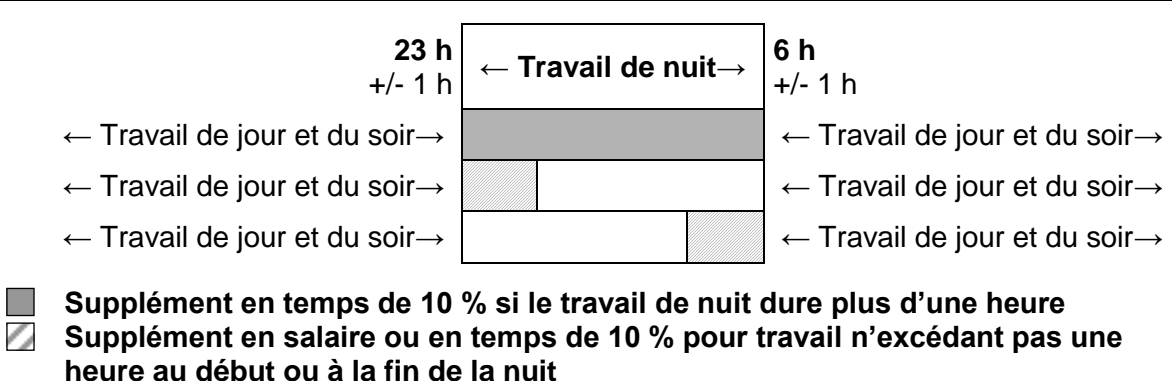 23 h ← Travail de nuit→ 6 h
+/- 1 h +/- 1 h
← Travail de jour et du soir→ ← Travail de jour et du soir→
← Travail de jour et du soir→ ← Travail de jour et du soir→
← Travail de jour et du soir→ ← Travail de jour et du soir→
Supplément en temps de 10 % si le travail de nuit dure plus d’une heure
Supplément en salaire ou en temps de 10 % pour travail n’excédant pas une
heure au début ou à la fin de la nuit